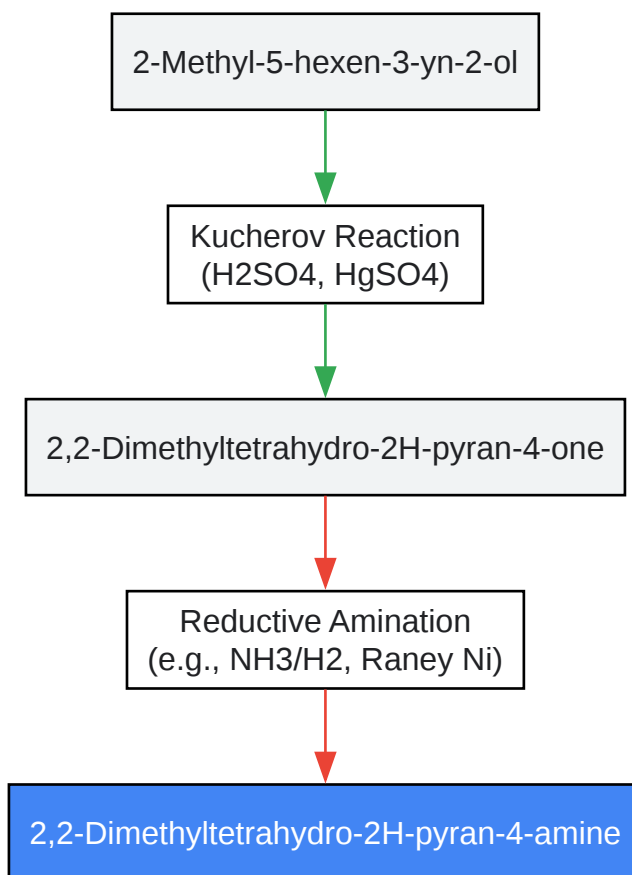 2-Methyl-5-hexen-3-yn-2-ol
Kucherov Reaction
(H2SO4, HgSO4)
2,2-Dimethyltetrahydro-2H-pyran-4-one
Reductive Amination
(e.g., NH3/H2, Raney Ni)
2,2-Dimethyltetrahydro-2H-pyran-4-amine